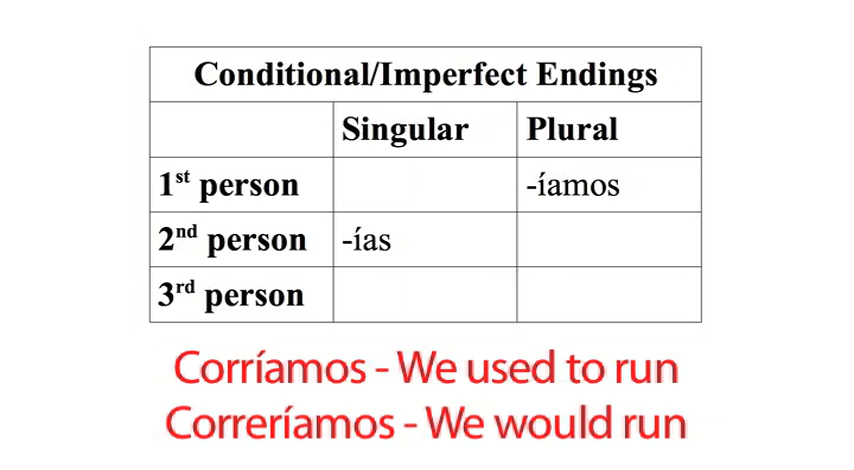 Conditional/Imperfect Endings
Singular Plural
1st person -íamos
2nd person -ías
3rd person
Corríamos - We used to run
Correríamos - We would run